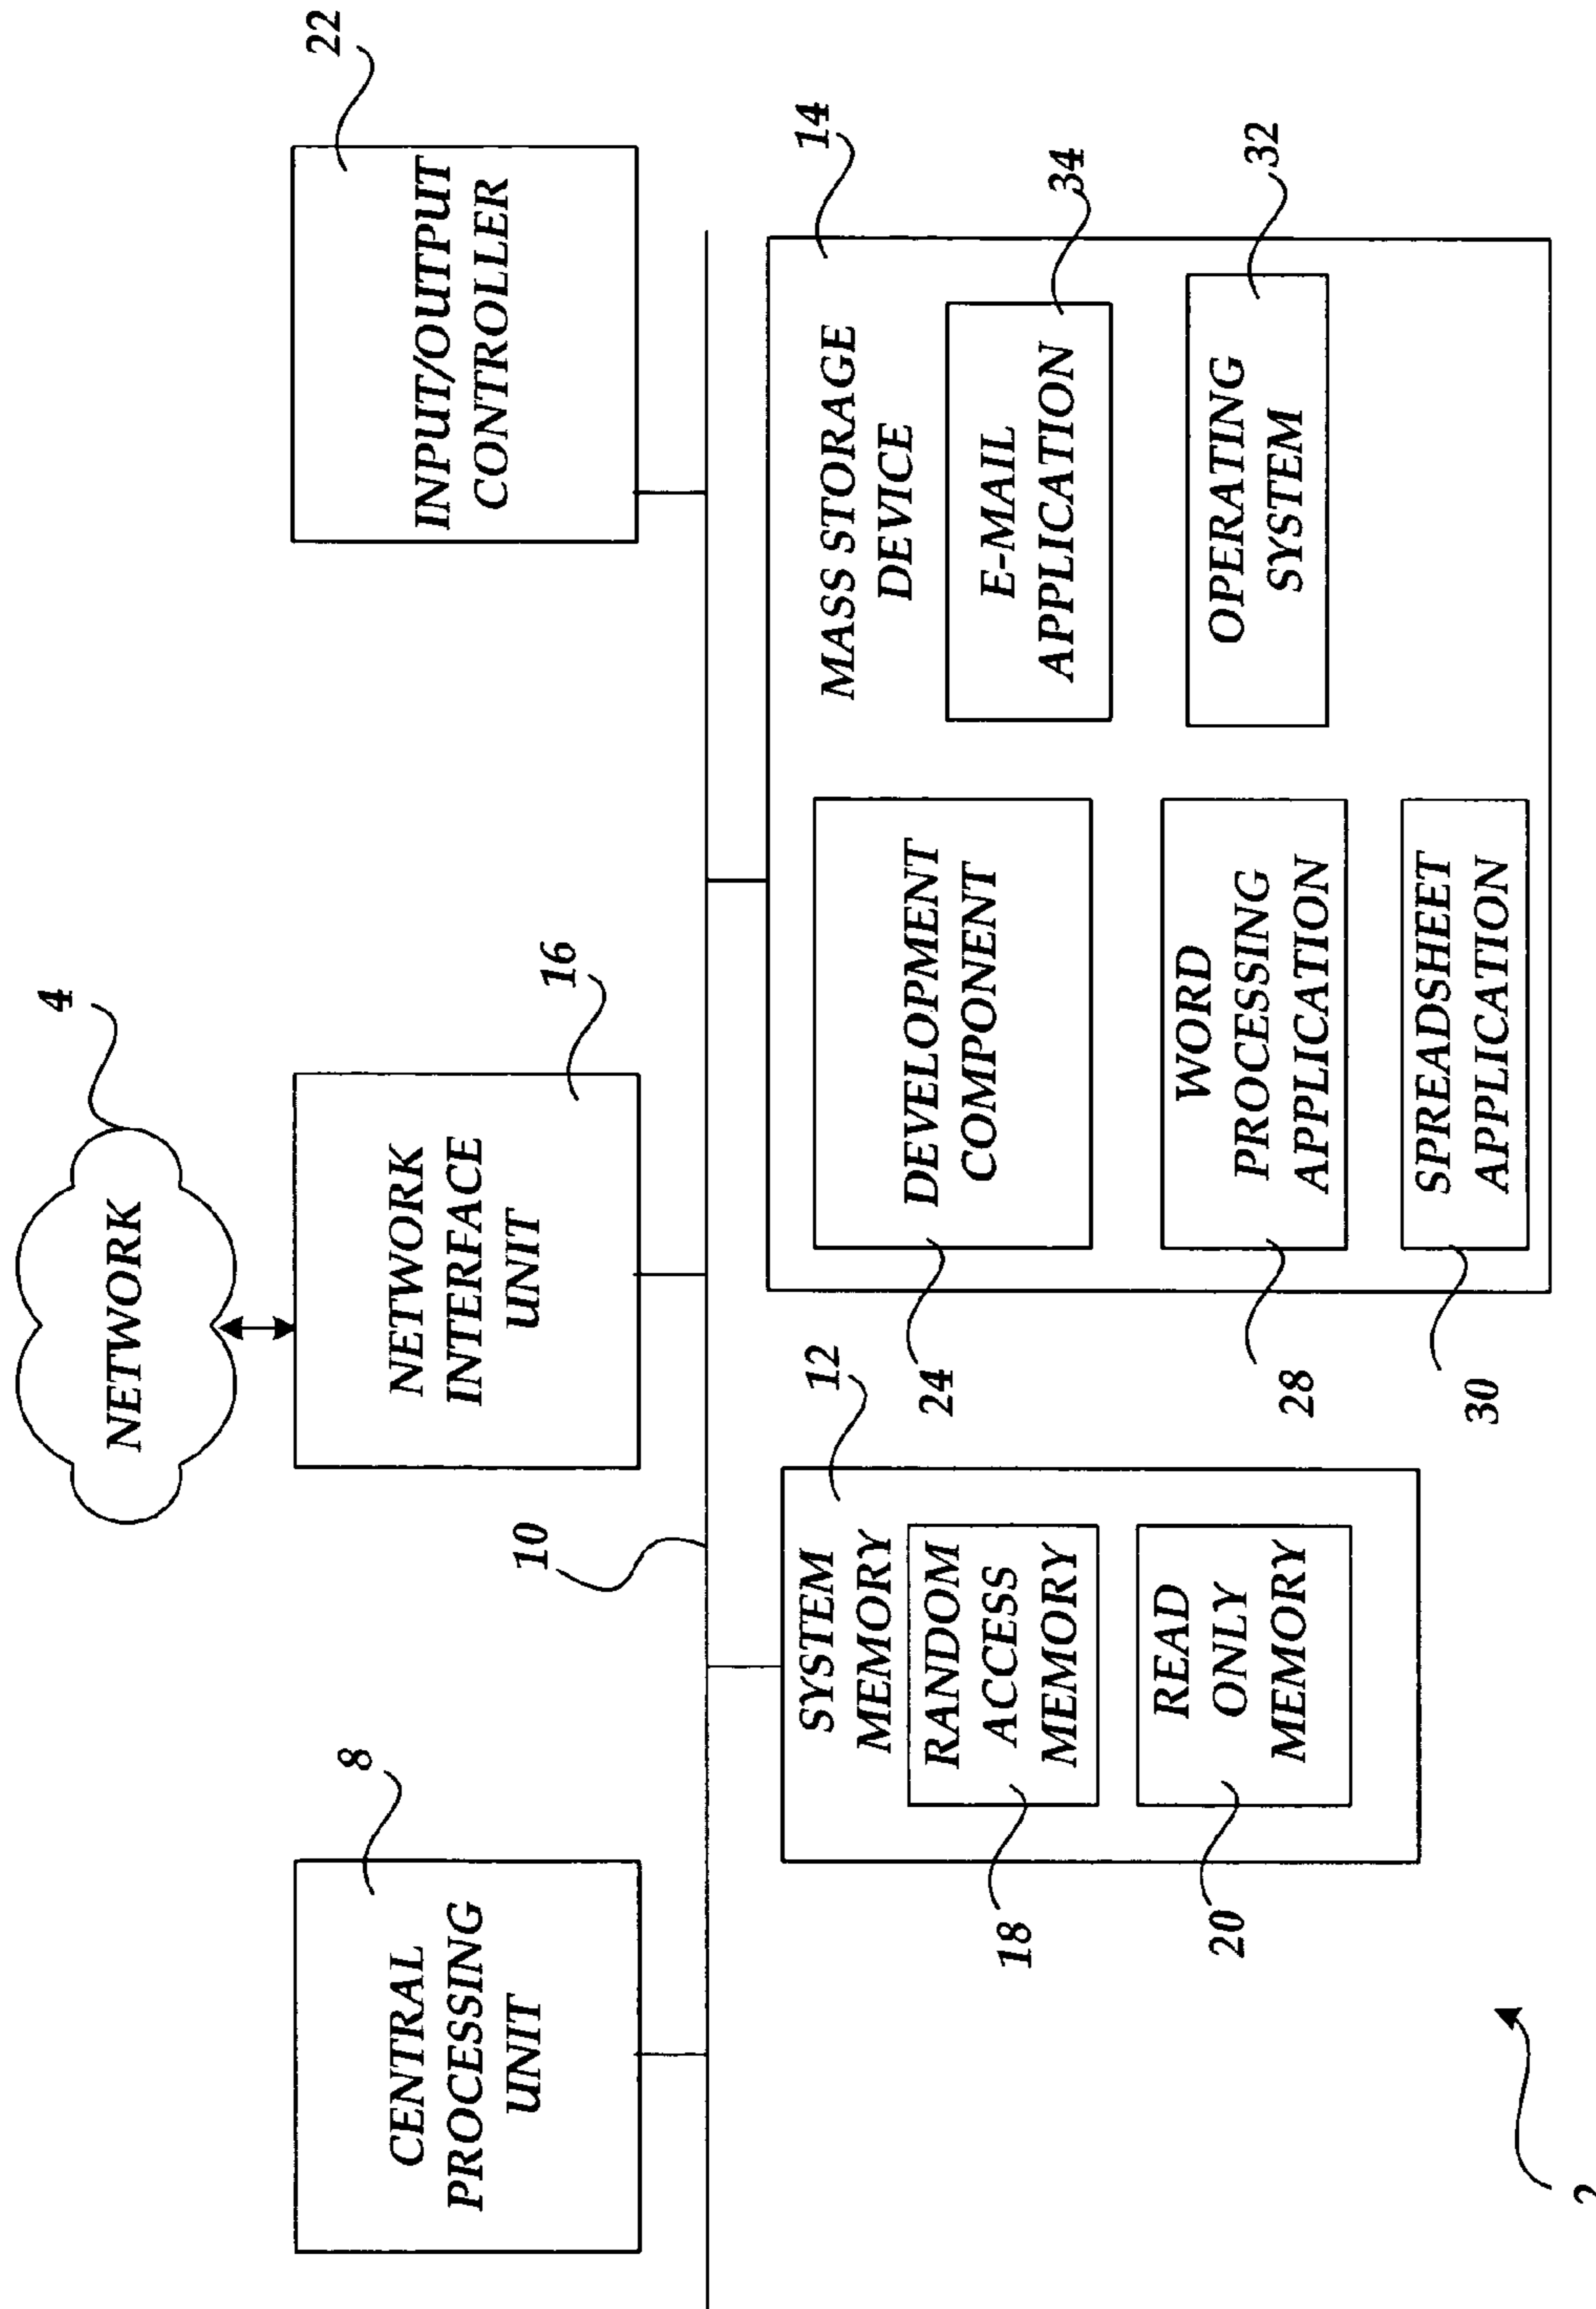 4
NETWORK
8
CENTRAL
PROCESSING
UNIT
16
NETWORK
INTERFACE
UNIT
22
INPUT/OUTPUT
CONTROLLER
10
12
SYSTEM
MEMORY
RANDOM
ACCESS
MEMORY
18
READ
ONLY
MEMORY
20
14
MASS STORAGE
DEVICE
DEVELOPMENT
COMPONENT
24
E-MAIL
APPLICATION
34
WORD
PROCESSING
APPLICATION
28
OPERATING
SYSTEM
32
SPREADSHEET
APPLICATION
30
2